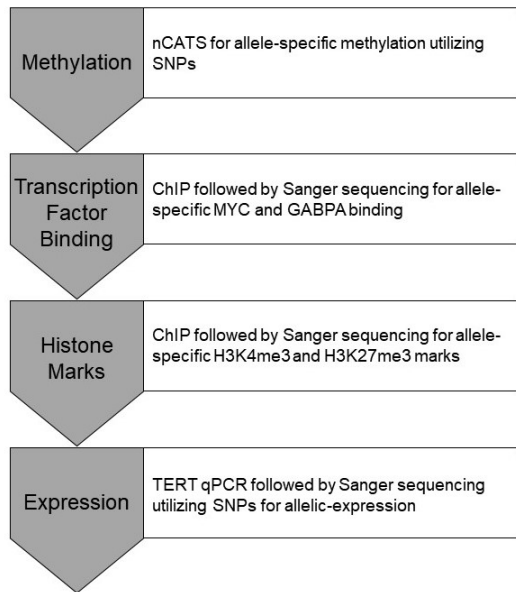 Methylation
nCATS for allele-specific methylation utilizing
SNPs
Transcription
Factor
Binding
ChIP followed by Sanger sequencing for allele-
specific MYC and GABPA binding
Histone
Marks
ChIP followed by Sanger sequencing for allele-
specific H3K4me3 and H3K27me3 marks
Expression
TERT qPCR followed by Sanger sequencing
utilizing SNPs for allelic-expression